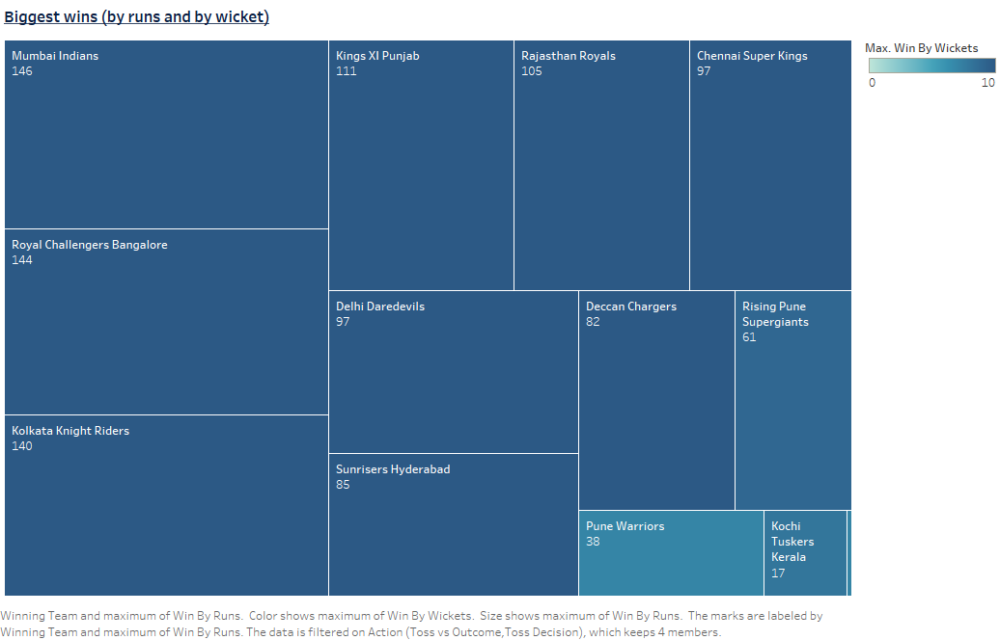 Biggest wins (by runs and by wicket)
Mumbai Indians
146
Kings XI Punjab
111
Rajasthan Royals
105
Chennai Super Kings
97
Max. Win By Wickets
0 10
Royal Challengers Bangalore
144
Delhi Daredevils
97
Deccan Chargers
82
Rising Pune
Supergiants
61
Kolkata Knight Riders
140
Sunrisers Hyderabad
85
Pune Warriors
38
Kochi
Tuskers
Kerala
17
Winning Team and maximum of Win By Runs.  Color shows maximum of Win By Wickets.  Size shows maximum of Win By Runs.  The marks are labeled by
Winning Team and maximum of Win By Runs. The data is filtered on Action (Toss vs Outcome,Toss Decision), which keeps 4 members.